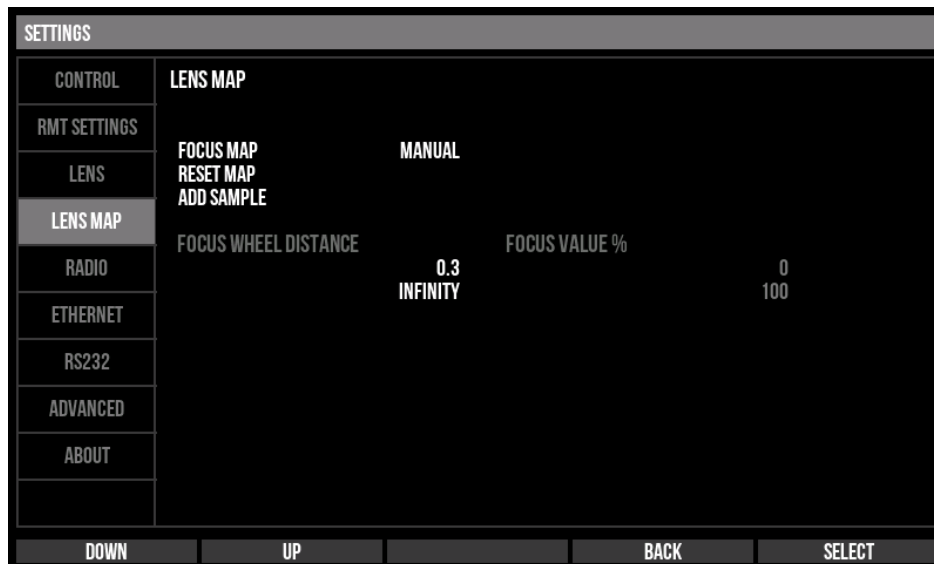 SETTINGS
CONTROL
RMT SETTINGS
LENS
LENS MAP
RADIO
ETHERNET
RS232
ADVANCED
ABOUT
LENS MAP
FOCUS MAP MANUAL
RESET MAP
ADD SAMPLE
FOCUS WHEEL DISTANCE FOCUS VALUE %
0.3 0
INFINITY 100
DOWN UP BACK SELECT